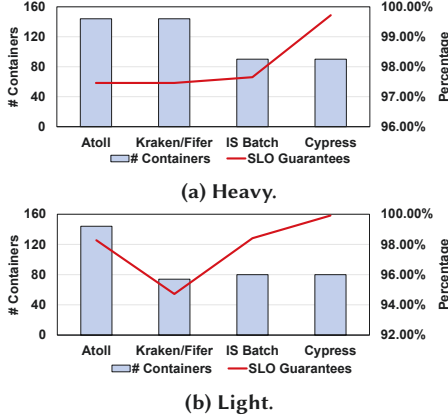 160 100.00%
120 99.00%
80 98.00%
40 97.00%
0 96.00%
# Containers
Percentage
Atoll Kraken/Fifer IS Batch Cypress
# Containers SLO Guarantees
(a) Heavy.
160 100.00%
120 98.00%
80 96.00%
40 94.00%
0 92.00%
# Containers
Percentage
Atoll Kraken/Fifer IS Batch Cypress
# Containers SLO Guarantees
(b) Light.